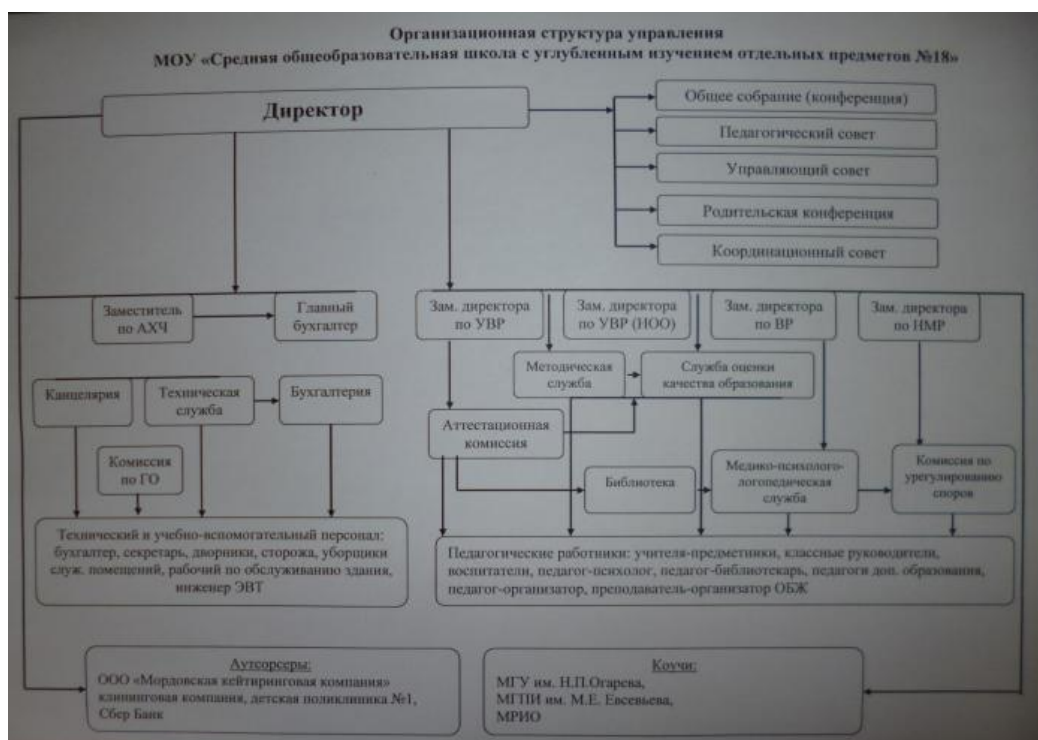 Организационная структура управления
МОУ «Средняя общеобразовательная школа с углубленным изучением отдельных предметов №18»
Директор
Общее собрание (конференция)
Педагогический совет
Управляющий совет
Родительская конференция
Координационный совет
Заместитель
по АХЧ
Главный
бухгалтер
Зам. директора
по УВР
Зам. директора
по УВР (НОО)
Зам. директора
по ВР
Зам. директора
по НМР
Методическая
служба
Служба оценки
качества образования
Канцелярия
Техническая
служба
Бухгалтерия
Аттестационная
комиссия
Комиссия
по ГО
Библиотека
Медико-психолого-
логопедическая
служба
Комиссия по
урегулированию
споров
Технический и учебно-вспомогательный персонал:
бухгалтер, секретарь, дворники, сторожа, уборщики
служ. помещений, рабочий по обслуживанию здания,
инженер ЭВТ
Педагогические работники: учителя-предметники, классные руководители,
воспитатели, педагог-психолог, педагог-библиотекарь, педагоги доп. образования,
педагог-организатор, преподаватель-организатор ОБЖ
Аутсорсеры:
ООО «Мордовская кейтиринговая компания»
клининговая компания, детская поликлиника №1,
Сбер Банк
Коучи:
МГУ им. Н.П.Огарева,
МГПИ им. М.Е. Евсевьева,
МРИО